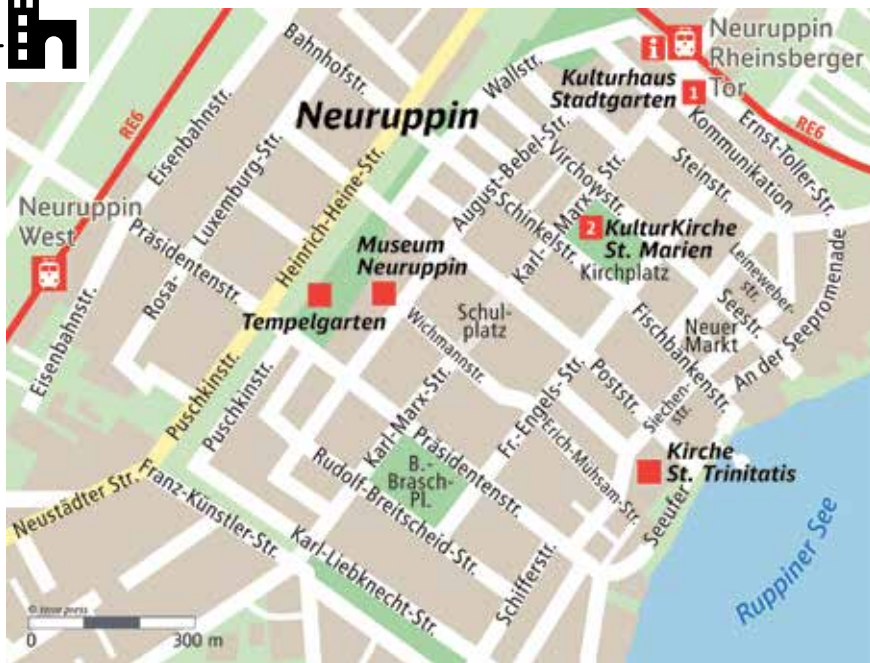 Neuruppin
Rheinsberger
Tor
i
Kulturhaus
Stadtgarten
1
RE6
Bahnhofstr.
Wallstr.
Neuruppin
RE6
Eisenbahnstr.
Luxemburg-Str.
Rosa-
Heinrich-Heine-Str.
August-Bebel-Str.
Virchowstr.
Schinkelstr.
Karl-Marx-Str.
Steinstr.
Kommunikation
Ernst-Toller-Str.
Neuruppin
West
Präsidentenstr.
2
KulturKirche
St. Marien
Kirchplatz
Museum
Neuruppin
Tempelgarten
Schul-
platz
Wichmannstr.
Fischbänkenstr.
Leineweber-
str.
Seestr.
Neuer
Markt
An der Seepromenade
Eisenbahnstr.
Puschkinstr.
Puschkinstr.
Karl-Marx-Str.
Fr.-Engels-Str.
Poststr.
Siechen-
str.
Erich-Mühsam-Str.
Präsidentenstr.
B.-
Brasch-
Pl.
Rudolf-Breitscheid-Str.
Kirche
St. Trinitatis
Seeufer
Neustädter Str.
Franz-Künstler-Str.
Karl-Liebknecht-Str.
Schifferstr.
Ruppiner See
© terra press
0
300 m